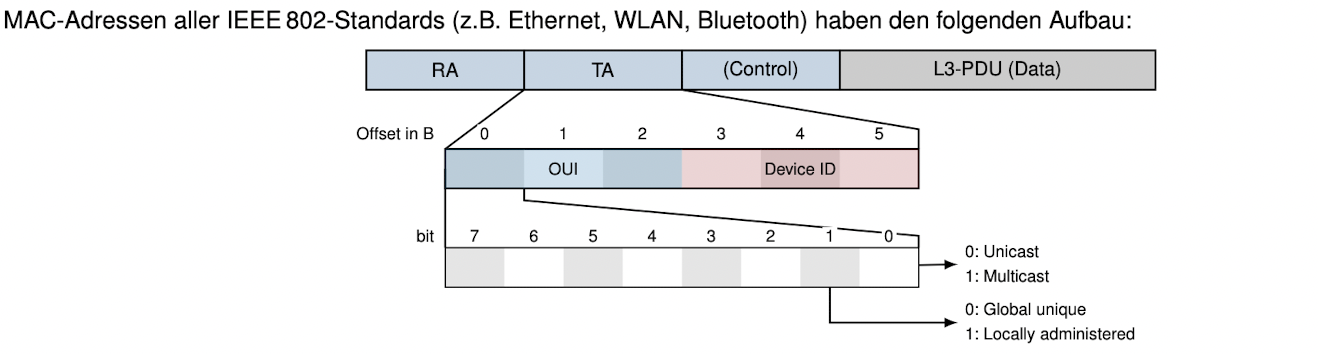 MAC-Adressen aller IEEE 802-Standards (z.B. Ethernet, WLAN, Bluetooth) haben den folgenden Aufbau:
RA TA (Control) L3-PDU (Data)
Offset in B 0 1 2 3 4 5
OUI Device ID
bit 7 6 5 4 3 2 1 0
0: Unicast
1: Multicast
0: Global unique
1: Locally administered